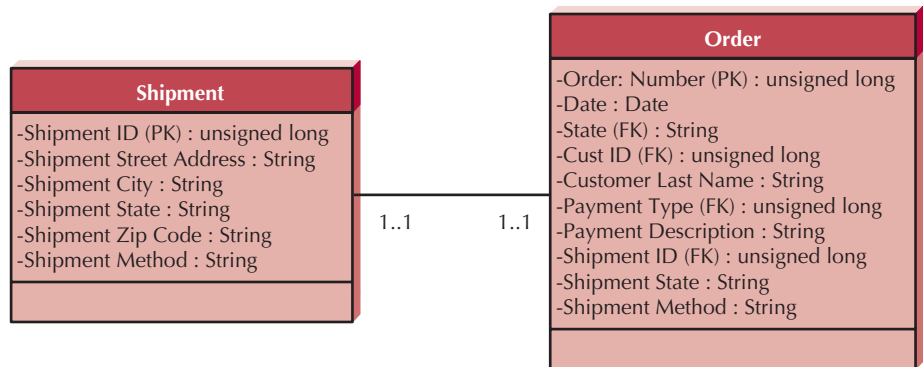 Shipment
-Shipment ID (PK) : unsigned long
-Shipment Street Address : String
-Shipment City : String
-Shipment State : String
-Shipment Zip Code : String
-Shipment Method : String
1..1
1..1
Order
-Order: Number (PK) : unsigned long
-Date : Date
-State (FK) : String
-Cust ID (FK) : unsigned long
-Customer Last Name : String
-Payment Type (FK) : unsigned long
-Payment Description : String
-Shipment ID (FK) : unsigned long
-Shipment State : String
-Shipment Method : String